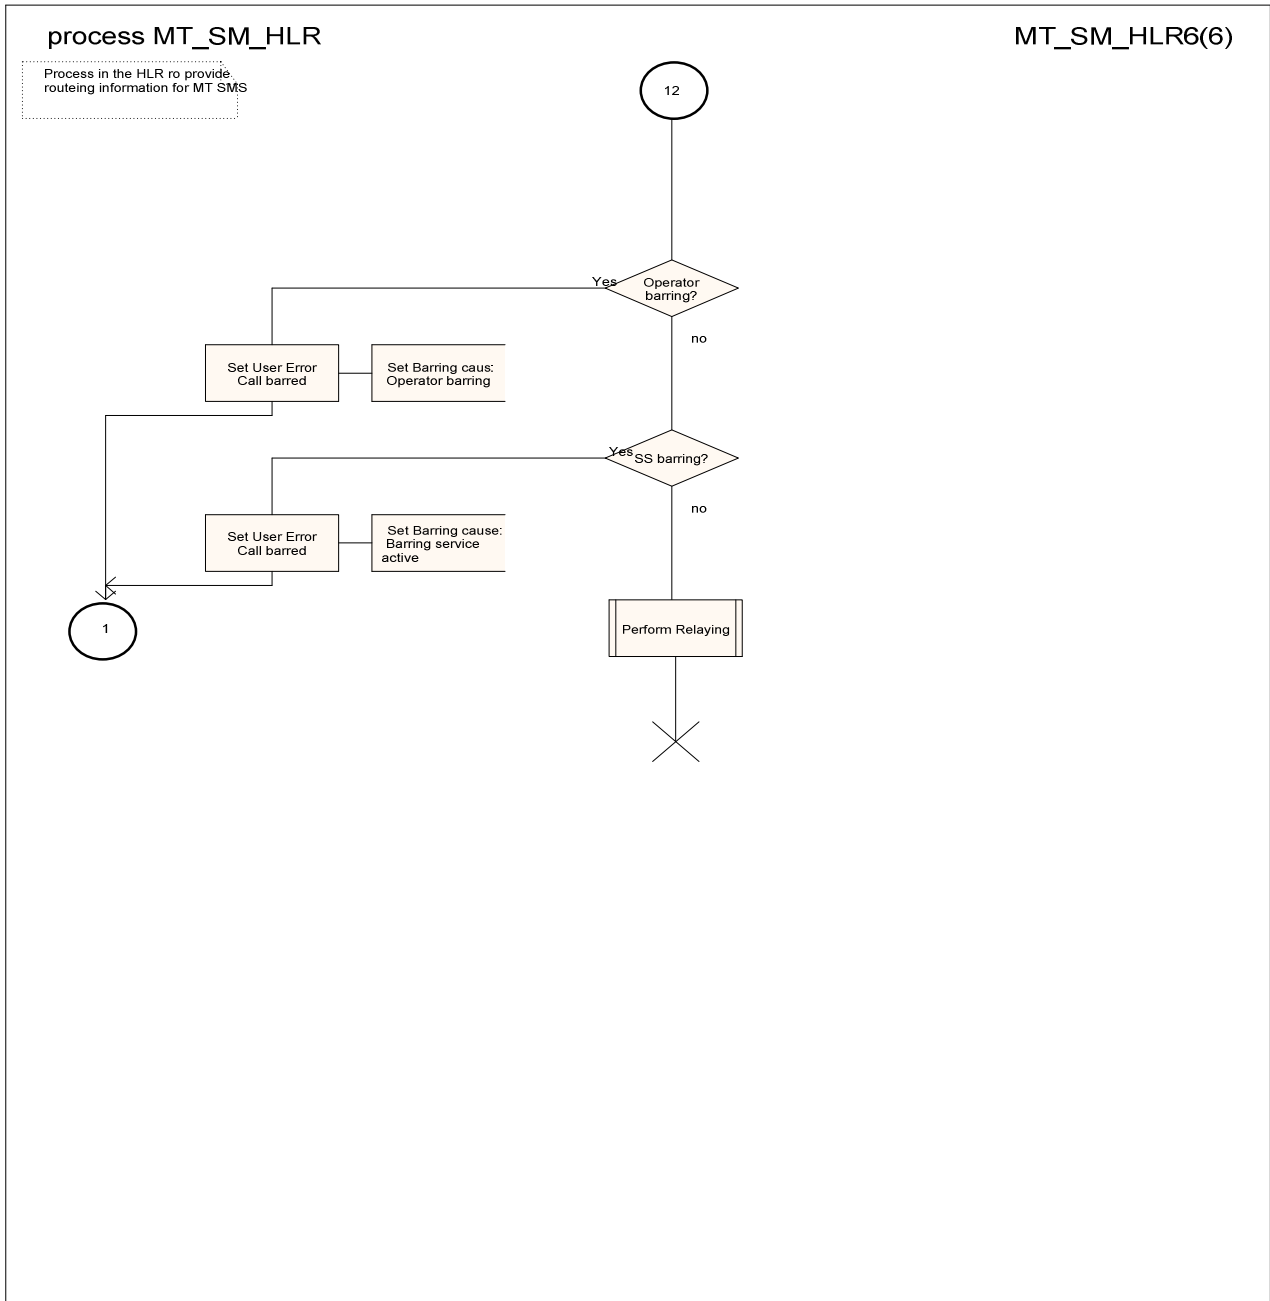 process MT_SM_HLR
MT_SM_HLR6(6)
Process in the HLR ro provide
routeing information for MT SMS
12
Yes
Operator
barring?
no
Set User Error
Call barred
Set Barring caus:
Operator barring
Yes
SS barring?
no
Set User Error
Call barred
Set Barring cause:
Barring service
active
1
Perform Relaying